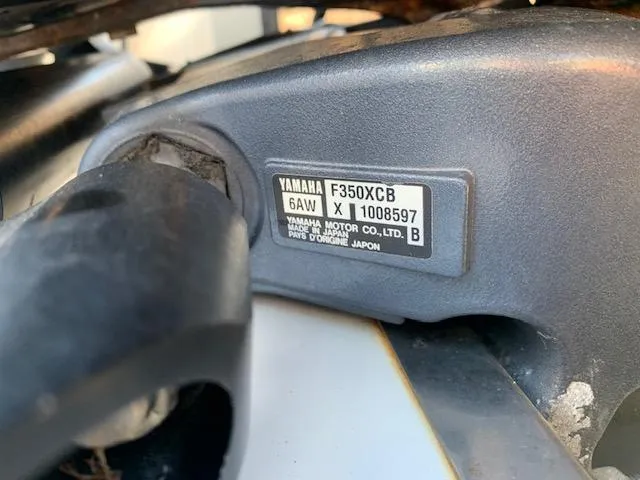 YAMAHA F350XCB
6AW X 1008597
YAMAHA MOTOR CO., LTD. B
MADE IN JAPAN
PAYS D'ORIGINE JAPON